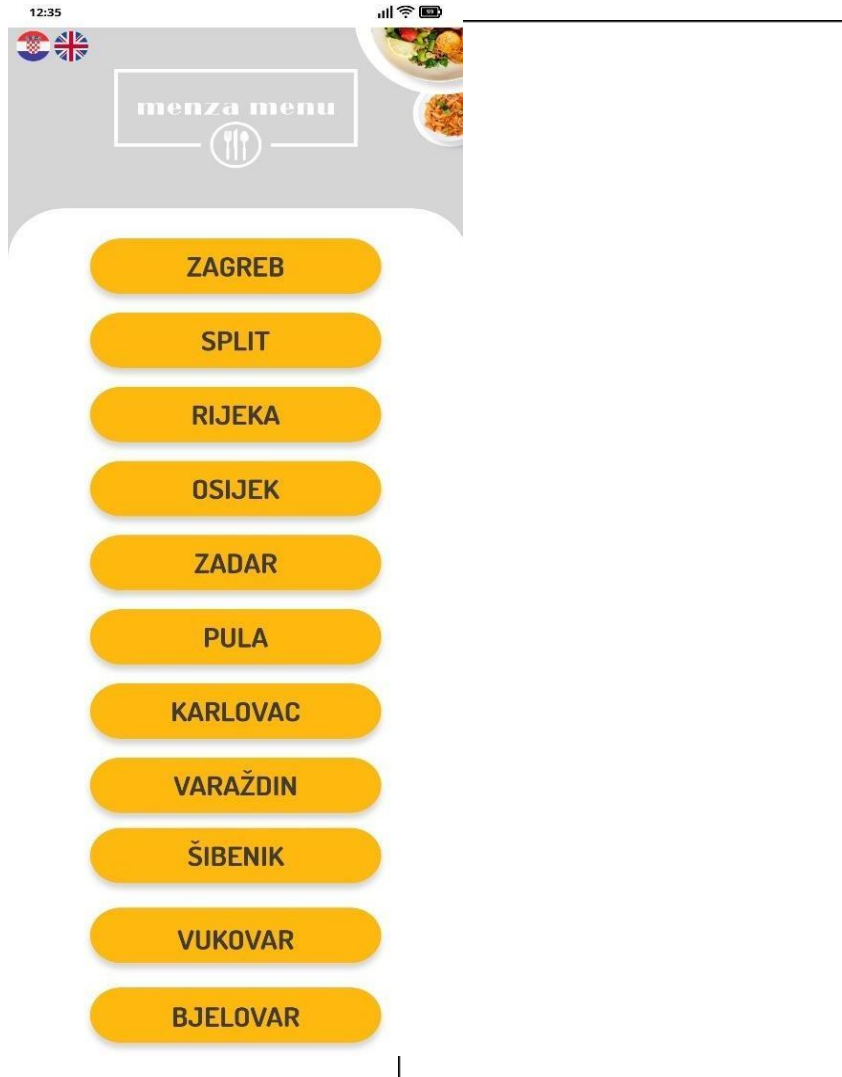 12:35
menza menu
ZAGREB
SPLIT
RIJEKA
OSIJEK
ZADAR
PULA
KARLOVAC
VARAŽDIN
ŠIBENIK
VUKOVAR
BJELOVAR